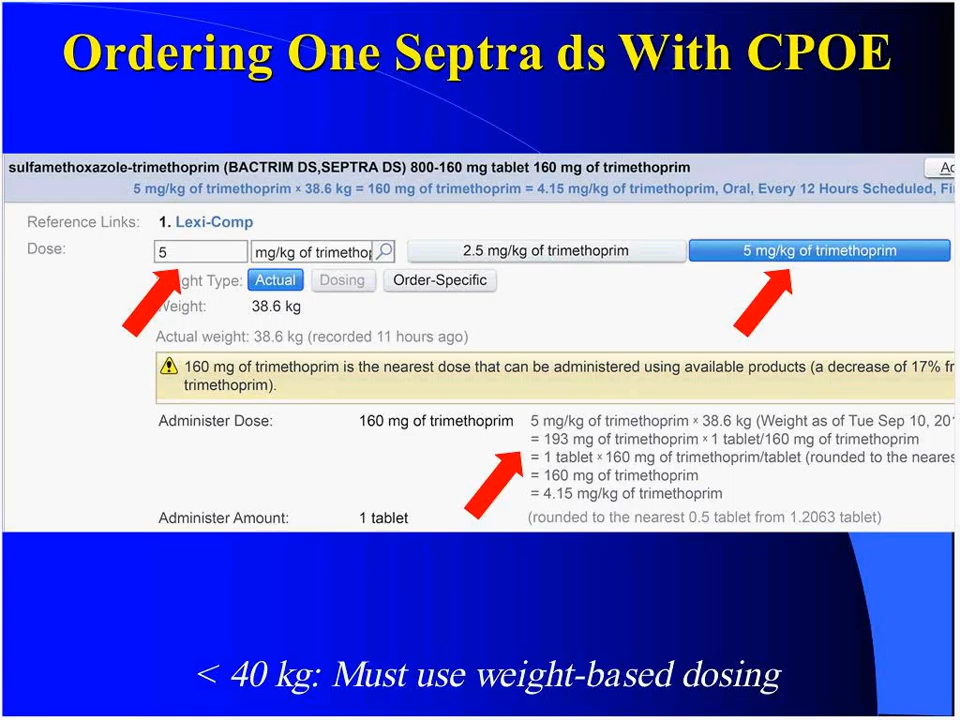 Ordering One Septra ds With CPOE
sulfamethoxazole-trimethoprim (BACTRIM DS,SEPTRA DS) 800-160 mg tablet 160 mg of trimethoprim
5 mg/kg of trimethoprim × 38.6 kg = 160 mg of trimethoprim = 4.15 mg/kg of trimethoprim, Oral, Every 12 Hours Scheduled,
Reference Links: 1. Lexi-Comp
Dose: 5 mg/kg of trimethop 2.5 mg/kg of trimethoprim 5 mg/kg of trimethoprim
ght Type: Actual Dosing Order-Specific
Weight: 38.6 kg
Actual weight: 38.6 kg (recorded 11 hours ago)
160 mg of trimethoprim is the nearest dose that can be administered using available products (a decrease of 17%
trimethoprim).
Administer Dose: 160 mg of trimethoprim 5 mg/kg of trimethoprim × 38.6 kg (Weight as of Tue Sep 10,
= 193 mg of trimethoprim × 1 tablet/160 mg of trimethoprim
= 1 tablet × 160 mg of trimethoprim/tablet (rounded to the neares
= 160 mg of trimethoprim
= 4.15 mg/kg of trimethoprim
Administer Amount: 1 tablet (rounded to the nearest 0.5 tablet from 1.2063 tablet)
< 40 kg: Must use weight-based dosing